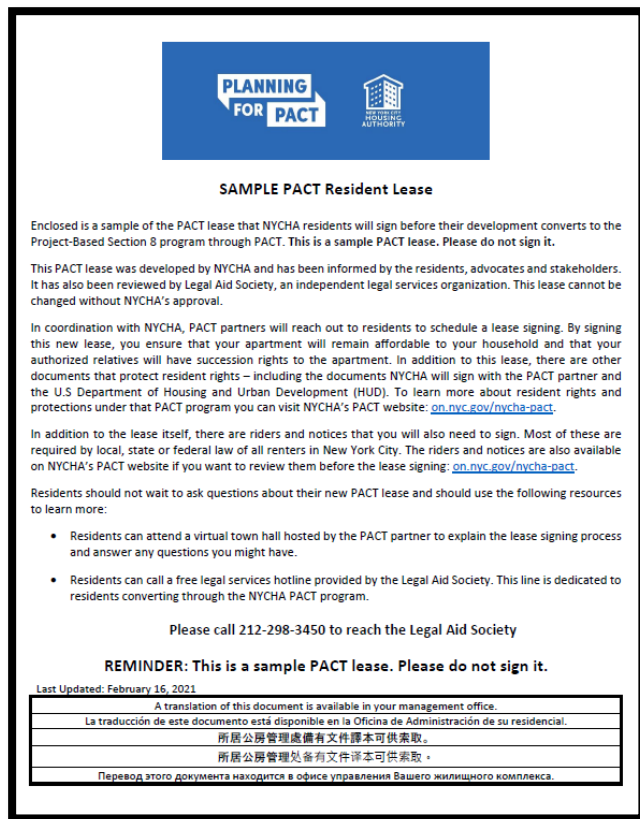 PLANNING
FOR PACT
NEW YORK CITY
HOUSING
AUTHORITY
SAMPLE PACT Resident Lease
Enclosed is a sample of the PACT lease that NYCHA residents will sign before their development converts to the
Project-Based Section 8 program through PACT. This is a sample PACT lease. Please do not sign it.
This PACT lease was developed by NYCHA and has been informed by the residents, advocates and stakeholders.
It has also been reviewed by Legal Aid Society, an independent legal services organization. This lease cannot be
changed without NYCHA's approval.
In coordination with NYCHA, PACT partners will reach out to residents to schedule a lease signing. By signing
this new lease, you ensure that your apartment will remain affordable to your household and that your
authorized relatives will have succession rights to the apartment. In addition to this lease, there are other
documents that protect resident rights – including the documents NYCHA will sign with the PACT partner and
the U.S Department of Housing and Urban Development (HUD). To learn more about resident rights and
protections under that PACT program you can visit NYCHA's PACT website: on.nyc.gov/nycha-pact.
In addition to the lease itself, there are riders and notices that you will also need to sign. Most of these are
required by local, state or federal law of all renters in New York City. The riders and notices are also available
on NYCHA's PACT website if you want to review them before the lease signing: on.nyc.gov/nycha-pact.
Residents should not wait to ask questions about their new PACT lease and should use the following resources
to learn more:
• Residents can attend a virtual town hall hosted by the PACT partner to explain the lease signing process
and answer any questions you might have.
• Residents can call a free legal services hotline provided by the Legal Aid Society. This line is dedicated to
residents converting through the NYCHA PACT program.
Please call 212-298-3450 to reach the Legal Aid Society
REMINDER: This is a sample PACT lease. Please do not sign it.
Last Updated: February 16, 2021
A translation of this document is available in your management office.
La traducción de este documento está disponible en la Oficina de Administración de su residencial.
所居公房管理處備有文件譯本可供索取。
所居公房管理处备有文件译本可供索取。
Перевод этого документа находится в офисе управления Вашего жилищного комплекса.